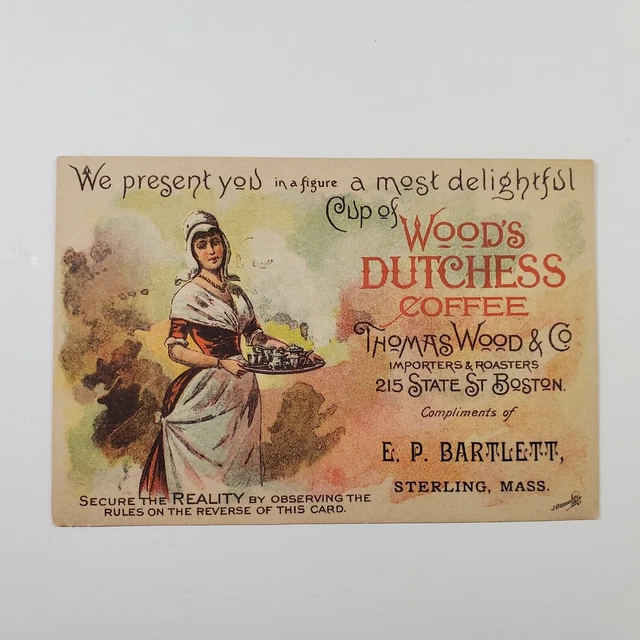 We present you in a figure a most delightful
Cup of
WOOD'S
DUTCHESS
COFFEE
THOMAS WOOD & Co
IMPORTERS & ROASTERS
215 STATE ST BOSTON.
Compliments of
E. P. BARTLETT,
STERLING, MASS.
SECURE THE REALITY BY OBSERVING THE
RULES ON THE REVERSE OF THIS CARD.